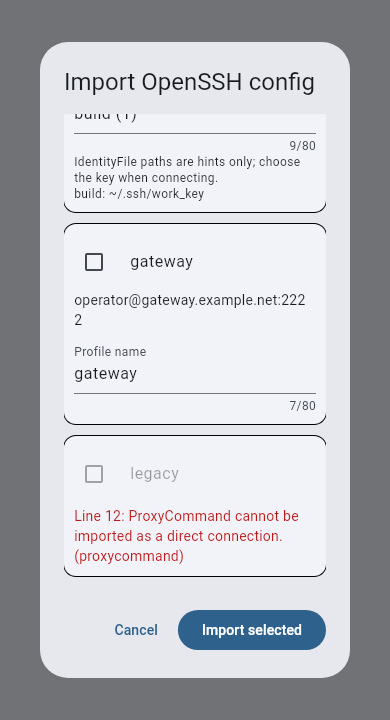 Import OpenSSH config
build (1)
9/80
IdentityFile paths are hints only; choose
the key when connecting.
build: ~/.ssh/work_key
gateway
operator@gateway.example.net:222
2
Profile name
gateway
7/80
legacy
Line 12: ProxyCommand cannot be
imported as a direct connection.
(proxycommand)
Cancel
Import selected